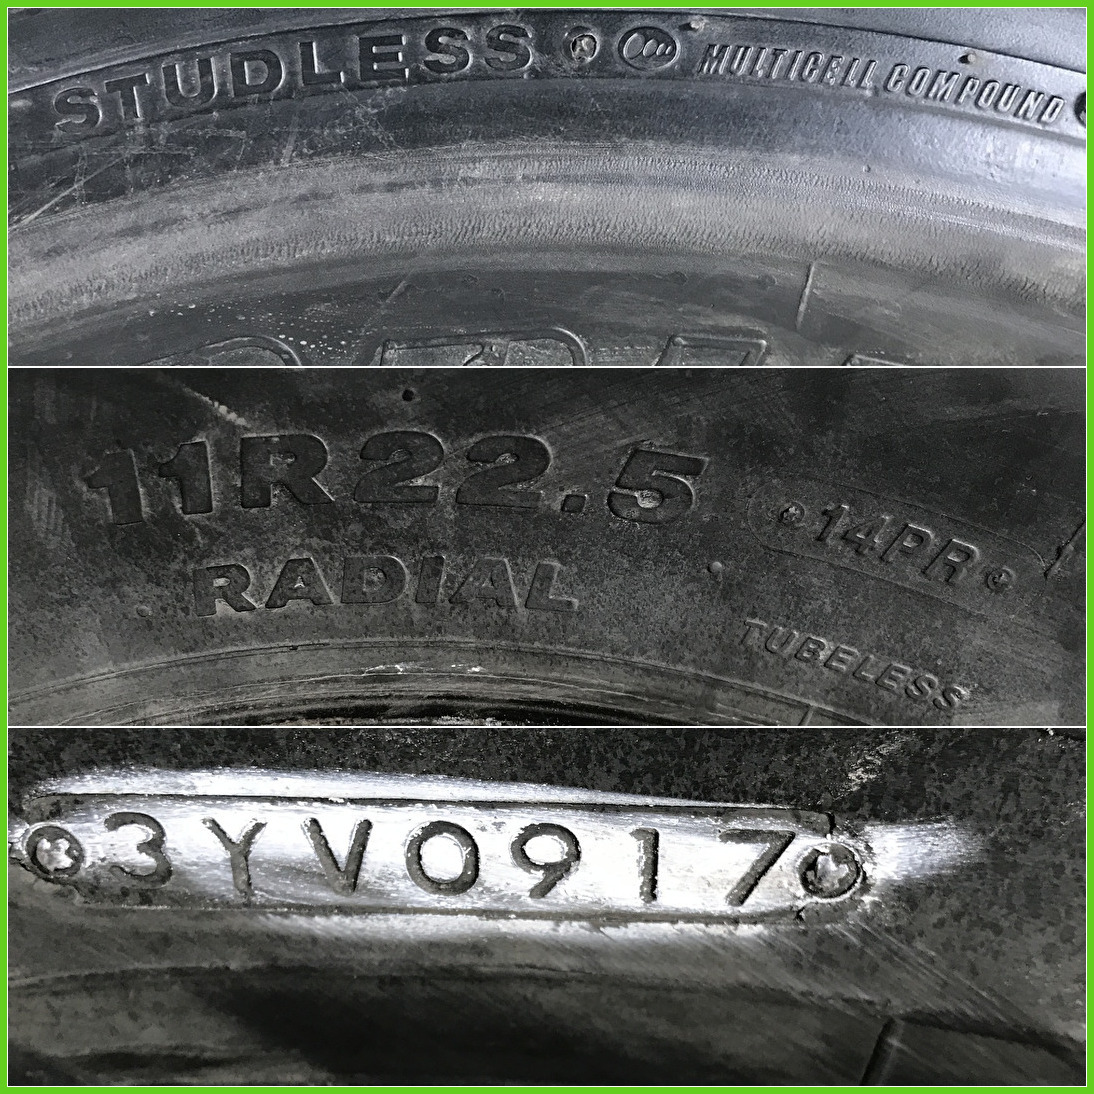 STUDLESS MULTICELL COMPOUND
11R22.5
14PR
RADIAL
TUBELESS
3YV0917